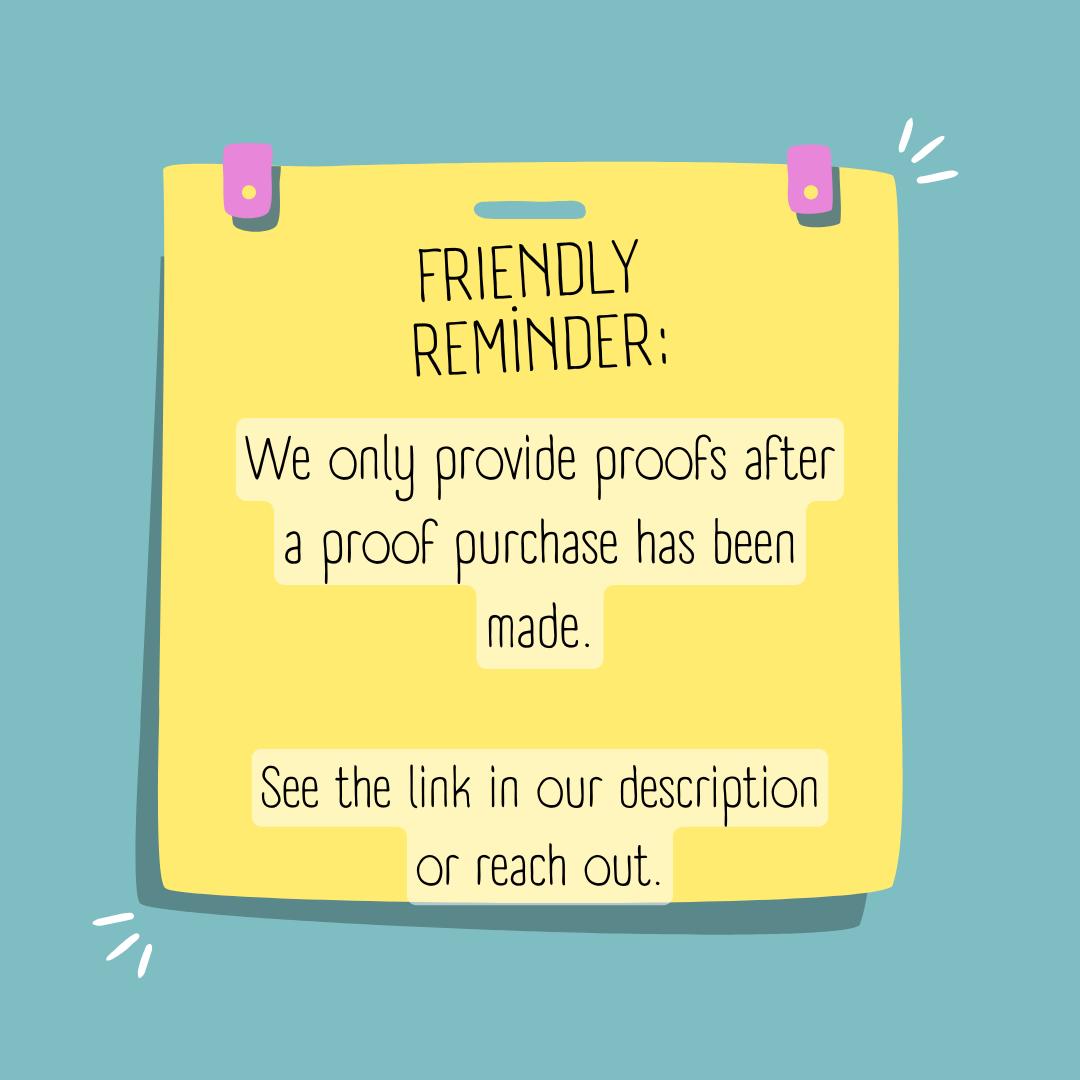 FRIENDLY
REMINDER:
We only provide proofs after
a proof purchase has been
made.
See the link in our description
or reach out.